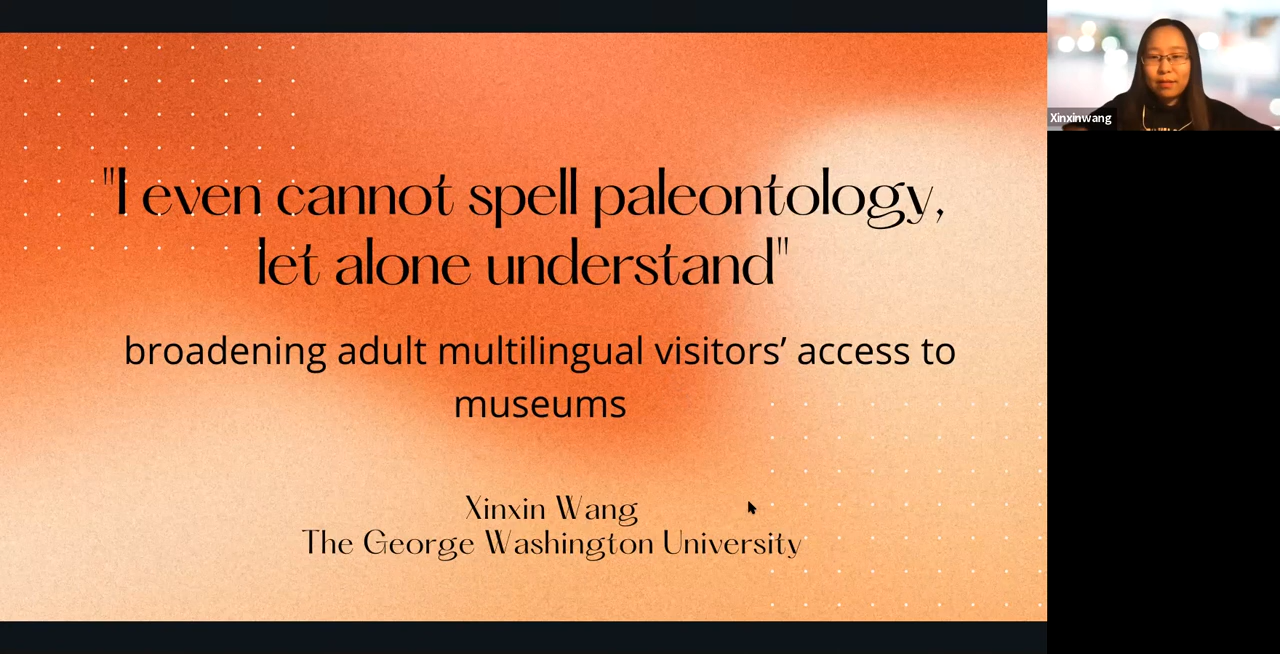 "I even cannot spell paleontology,
let alone understand"
broadening adult multilingual visitors’ access to
museums
Xinxin Wang
The George Washington University
Xinxinwang